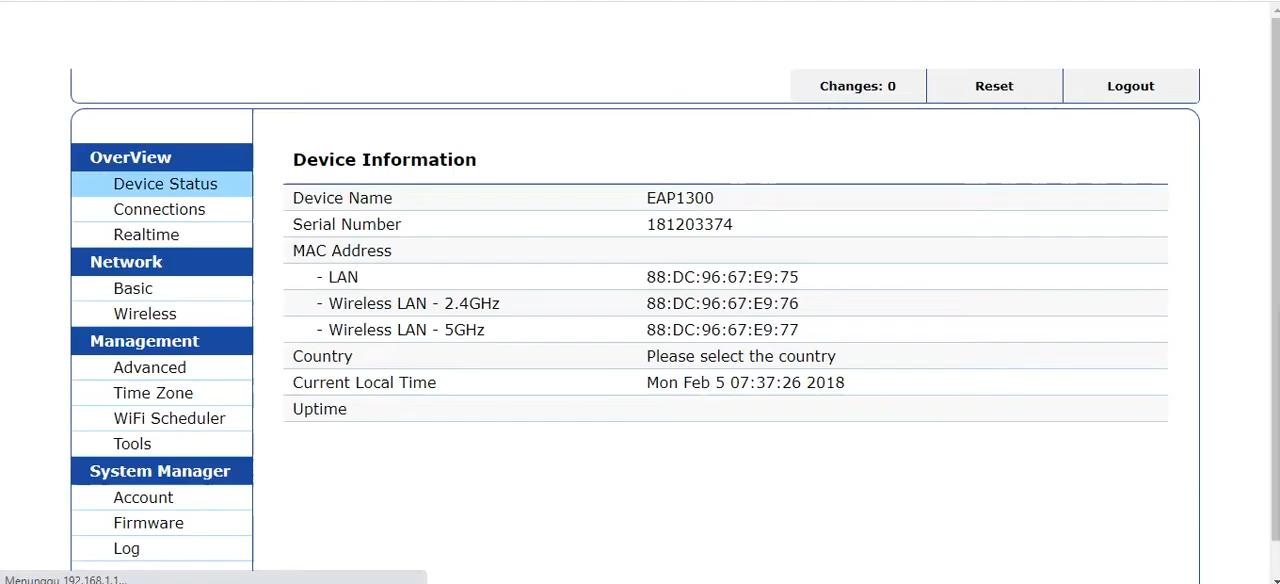 Changes: 0 Reset Logout
OverView
Device Status
Connections
Realtime
Network
Basic
Wireless
Management
Advanced
Time Zone
WiFi Scheduler
Tools
System Manager
Account
Firmware
Log
Device Information
Device Name EAP1300
Serial Number 181203374
MAC Address
- LAN 88:DC:96:67:E9:75
- Wireless LAN - 2.4GHz 88:DC:96:67:E9:76
- Wireless LAN - 5GHz 88:DC:96:67:E9:77
Country Please select the country
Current Local Time Mon Feb 5 07:37:26 2018
Uptime
Menunggu 192.168.1.1...